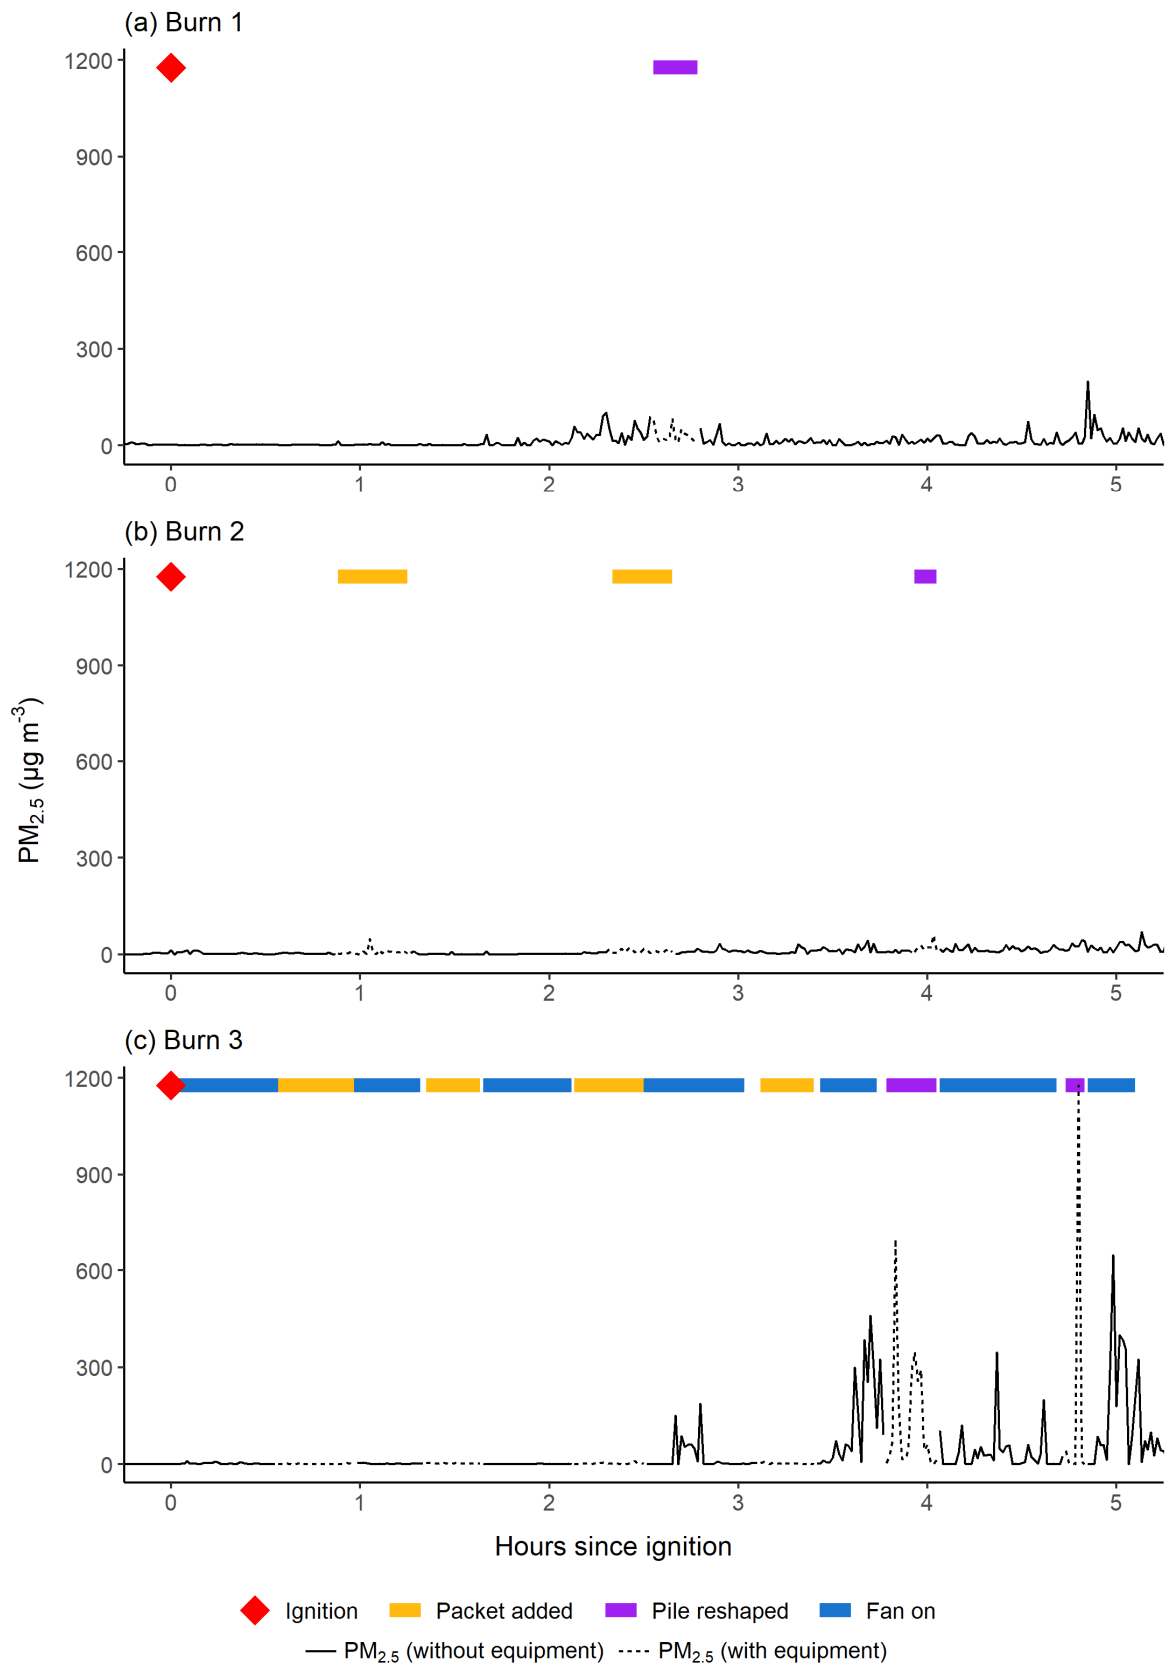 (a) Burn 1
1200
900
600
300
0
0 1 2 3 4 5
(b) Burn 2
1200
900
600
300
0
0 1 2 3 4 5
PM2.5 (µg m-3)
(c) Burn 3
1200
900
600
300
0
0 1 2 3 4 5
Hours since ignition
Ignition Packet added Pile reshaped Fan on
PM2.5 (without equipment) PM2.5 (with equipment)